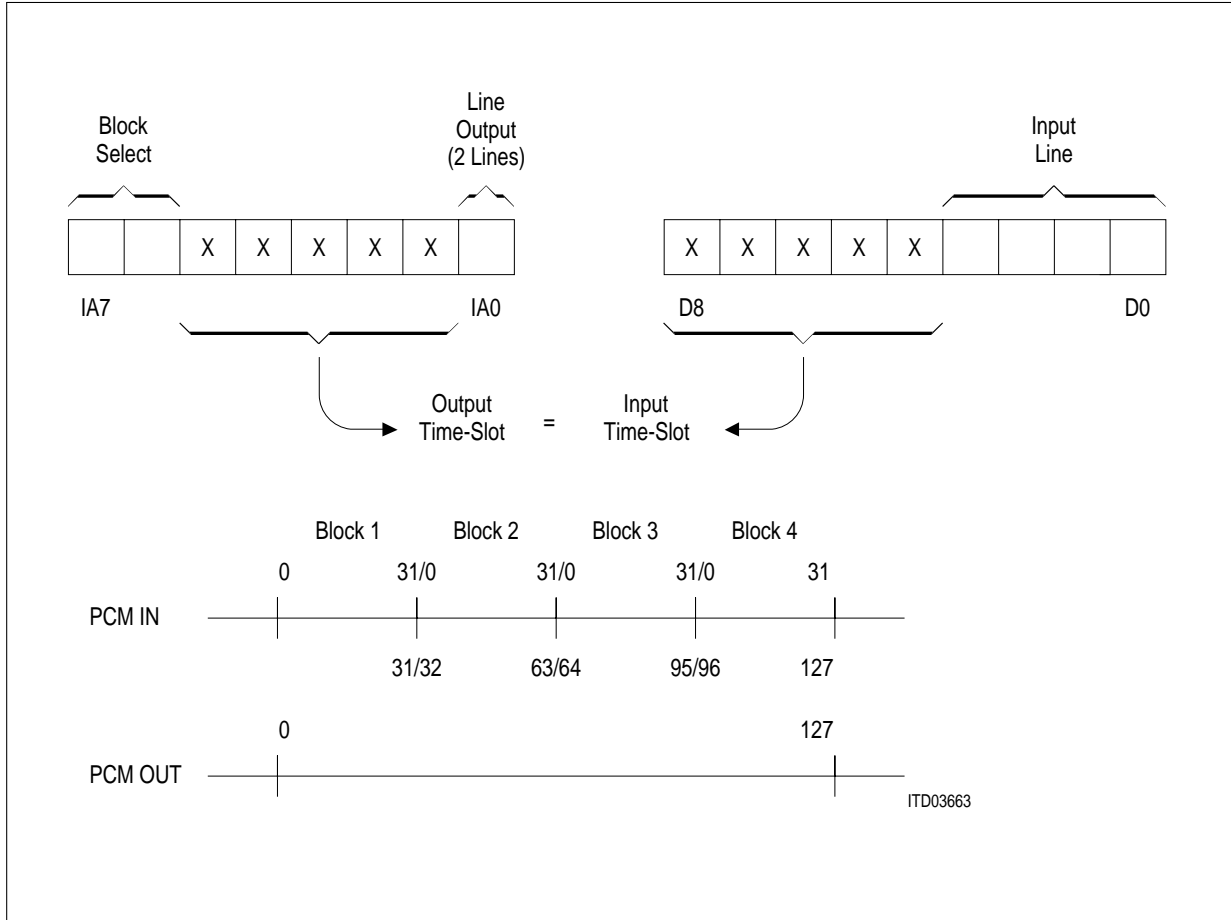 Block
Select
Line
Output
(2 Lines)
Input
Line
X X X X X
X X X X X
IA7
IA0
D8
D0
Output
Time-Slot
=
Input
Time-Slot
Block 1 Block 2 Block 3 Block 4
0 31/0 31/0 31/0 31
PCM IN
31/32 63/64 95/96 127
0 127
PCM OUT
ITD03663